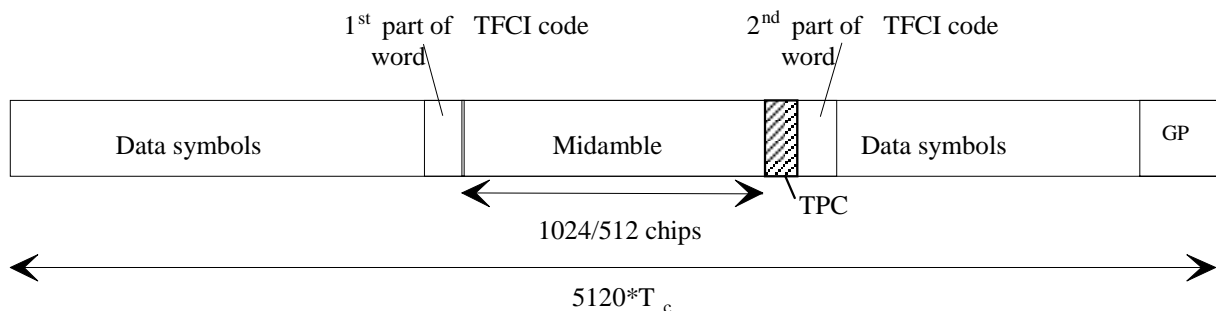 1st part of TFCI code word
2nd part of TFCI code word
Data symbols
Midamble
Data symbols
GP
TPC
1024/512 chips
5120*Tc